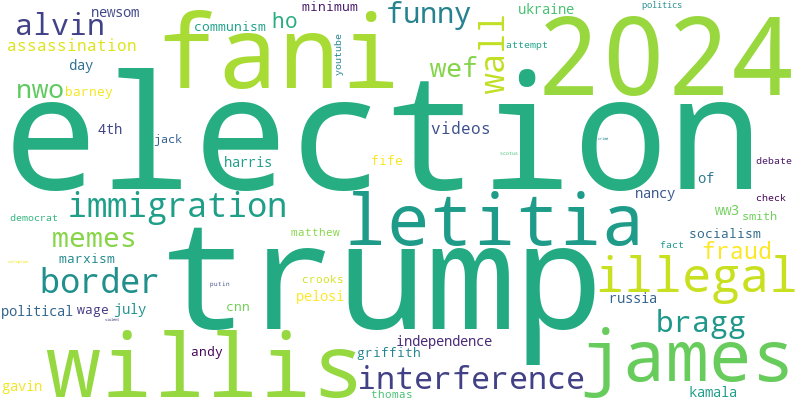 minimum politics
newsom ukraine
alvin communism ho funny 2024
assassination fani wall attempt
day youtube
nwo barney wef
election
4th jack videos
harris fife scotus debate
of
immigration nancy check
letitia ww3 smith
democrat matthew socialism
memes trump fact fraud
marxism
border putin crooks illegal
pelosi russia
political wage july cnn
bragg
willis independence james
andy griffith
interference
gavin thomas kamala